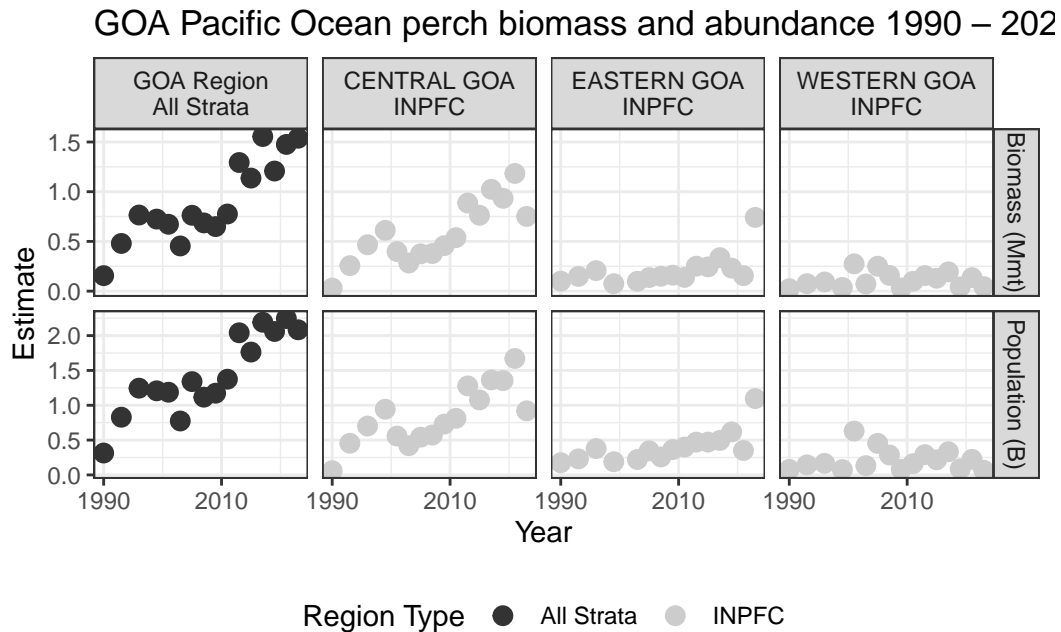 GOA Pacific Ocean perch biomass and abundance 1990 – 202
GOA Region
All Strata
CENTRAL GOA
INPFC
EASTERN GOA
INPFC
WESTERN GOA
INPFC
Estimate
1.5
1.0
0.5
0.0
Biomass (Mmt)
2.0
1.5
1.0
0.5
0.0
Population (B)
1990 2010 1990 2010 1990 2010 1990 2010
Year
Region Type All Strata INPFC